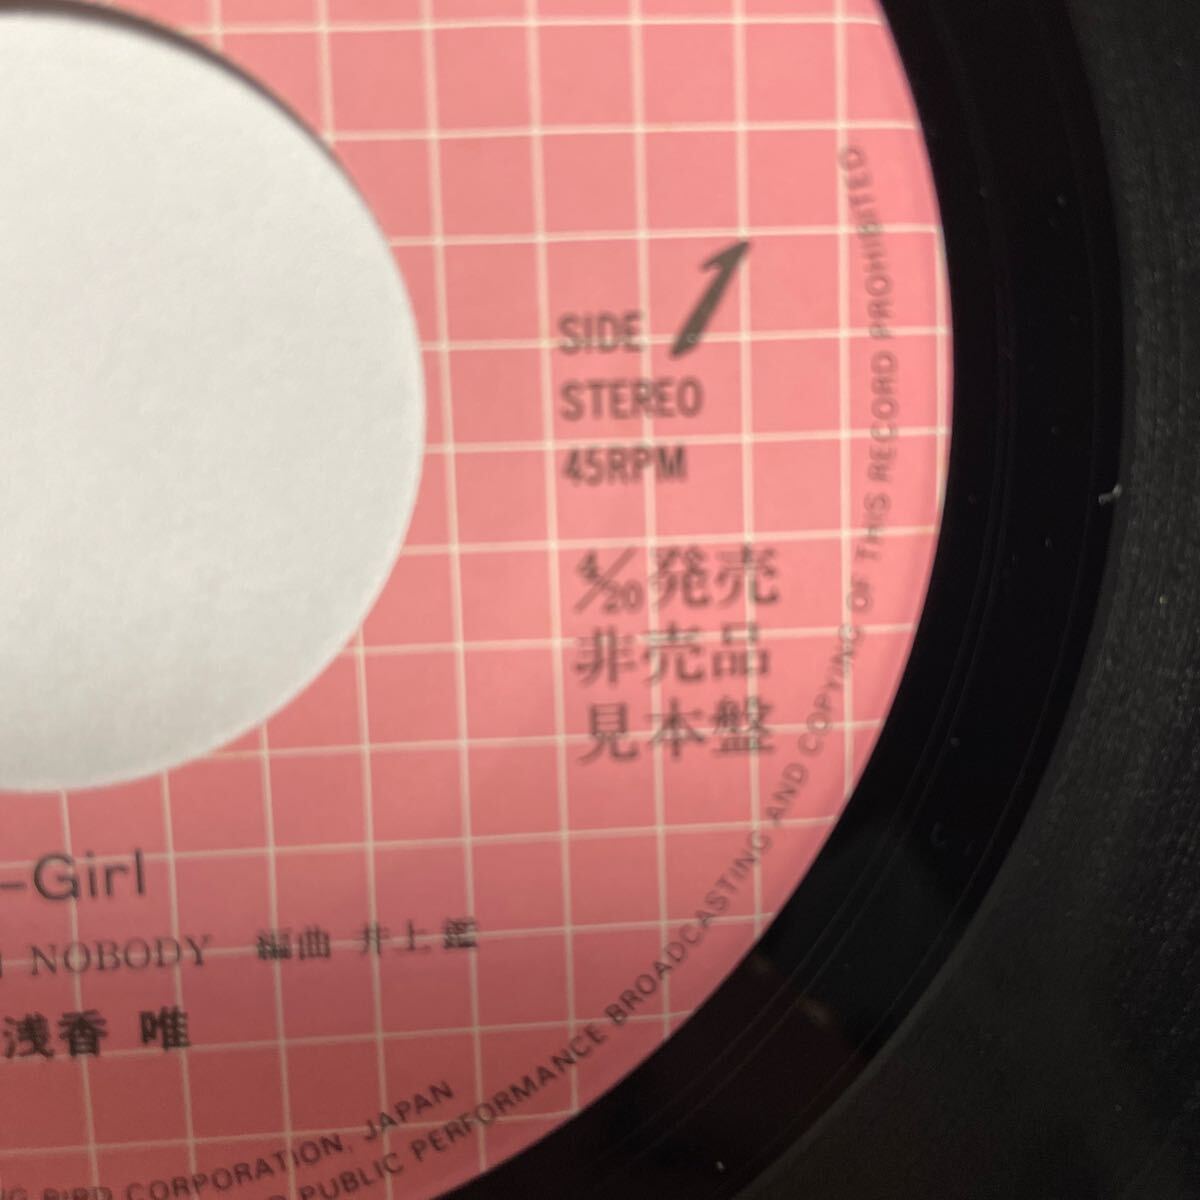 SIDE 1
STEREO
45RPM
4/20発売
非売品
見本盤
-Girl
NOBODY 編曲 井上鑑
浅香 唯
BIRD CORPORATION, JAPAN
PUBLIC PERFORMANCE BROADCASTING AND COPYING OF THIS RECORD PROHIBITED